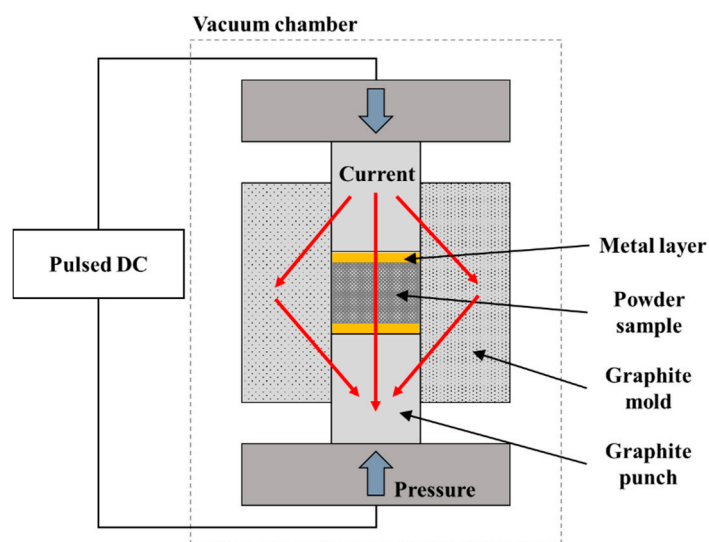 Vacuum chamber
Current
Pulsed DC
Metal layer
Powder
sample
Graphite
mold
Graphite
punch
Pressure